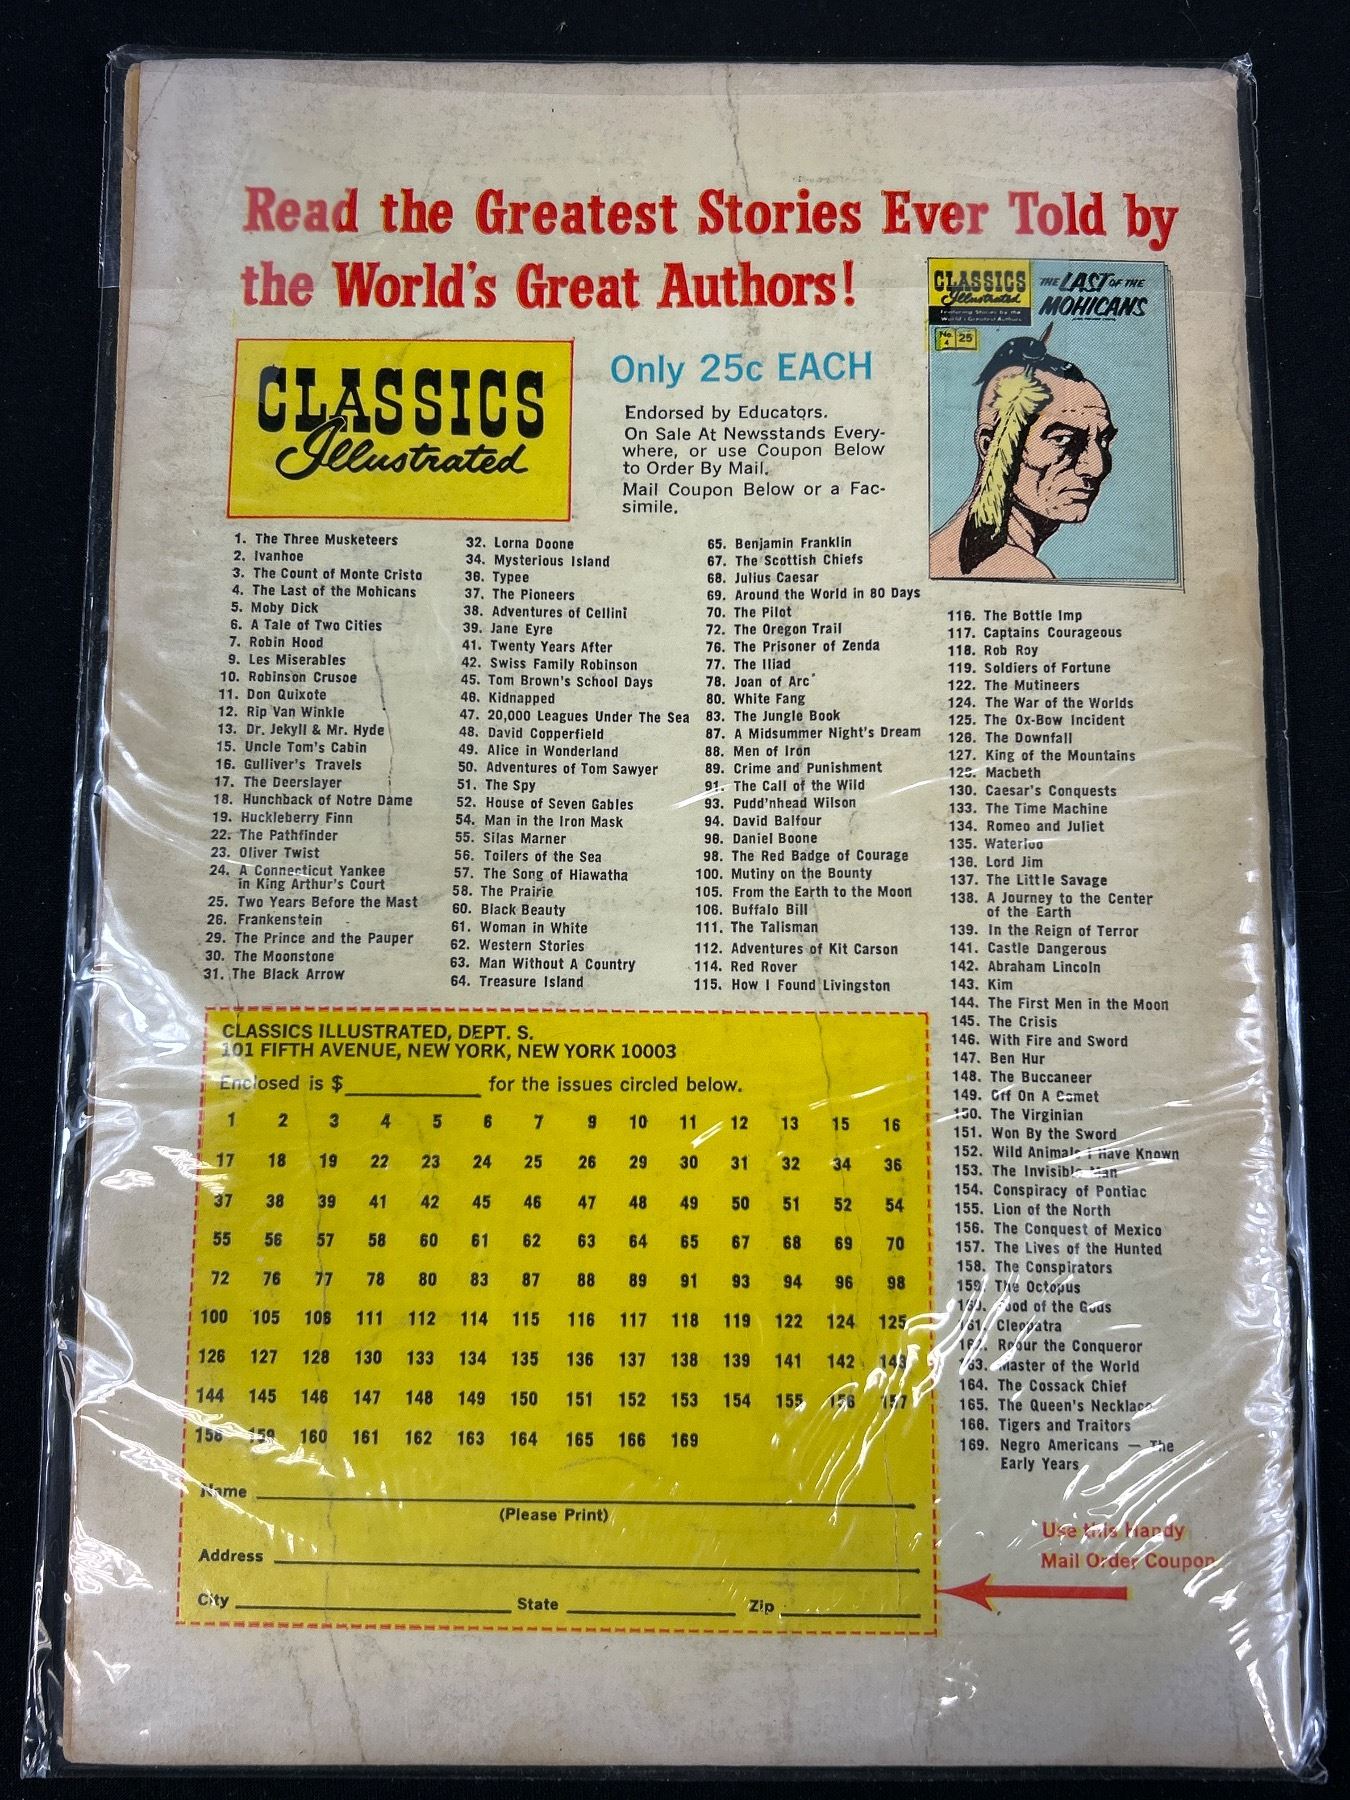 Read the Greatest Stories Ever Told by
the World's Great Authors!
CLASSICS
Illustrated
Only 25c EACH
Endorsed by Educators.
On Sale At Newsstands Every-
where, or use Coupon Below
to Order By Mail.
Mail Coupon Below or a Fac-
simile.
CLASSICS
Illustrated
Featuring Stories by the
World's Greatest Authors
No. 4
25
THE LAST OF THE
MOHICANS
1. The Three Musketeers
2. Ivanhoe
3. The Count of Monte Cristo
4. The Last of the Mohicans
5. Moby Dick
6. A Tale of Two Cities
7. Robin Hood
9. Les Miserables
10. Robinson Crusoe
11. Don Quixote
12. Rip Van Winkle
13. Dr. Jekyll & Mr. Hyde
15. Uncle Tom's Cabin
16. Gulliver's Travels
17. The Deerslayer
18. Hunchback of Notre Dame
19. Huckleberry Finn
22. The Pathfinder
23. Oliver Twist
24. A Connecticut Yankee
in King Arthur's Court
25. Two Years Before the Mast
26. Frankenstein
29. The Prince and the Pauper
30. The Moonstone
31. The Black Arrow
32. Lorna Doone
34. Mysterious Island
36. Typee
37. The Pioneers
38. Adventures of Cellini
39. Jane Eyre
41. Twenty Years After
42. Swiss Family Robinson
45. Tom Brown's School Days
46. Kidnapped
47. 20,000 Leagues Under The Sea
48. David Copperfield
49. Alice in Wonderland
50. Adventures of Tom Sawyer
51. The Spy
52. House of Seven Gables
54. Man in the Iron Mask
55. Silas Marner
56. Toilers of the Sea
57. The Song of Hiawatha
58. The Prairie
60. Black Beauty
61. Woman in White
62. Western Stories
63. Man Without A Country
64. Treasure Island
65. Benjamin Franklin
67. The Scottish Chiefs
68. Julius Caesar
69. Around the World in 80 Days
70. The Pilot
72. The Oregon Trail
76. The Prisoner of Zenda
77. The Iliad
78. Joan of Arc
80. White Fang
83. The Jungle Book
87. A Midsummer Night's Dream
88. Men of Iron
89. Crime and Punishment
91. The Call of the Wild
93. Pudd'nhead Wilson
94. David Balfour
96. Daniel Boone
98. The Red Badge of Courage
100. Mutiny on the Bounty
105. From the Earth to the Moon
106. Buffalo Bill
111. The Talisman
112. Adventures of Kit Carson
114. Red Rover
115. How I Found Livingston
116. The Bottle Imp
117. Captains Courageous
118. Rob Roy
119. Soldiers of Fortune
122. The Mutineers
124. The War of the Worlds
125. The Ox-Bow Incident
126. The Downfall
127. King of the Mountains
128. Macbeth
130. Caesar's Conquests
133. The Time Machine
134. Romeo and Juliet
135. Waterloo
136. Lord Jim
137. The Little Savage
138. A Journey to the Center
of the Earth
139. In the Reign of Terror
141. Castle Dangerous
142. Abraham Lincoln
143. Kim
144. The First Men in the Moon
145. The Crisis
146. With Fire and Sword
147. Ben Hur
148. The Buccaneer
149. Off On A Comet
150. The Virginian
151. Won By the Sword
152. Wild Animals I Have Known
153. The Invisible Man
154. Conspiracy of Pontiac
155. Lion of the North
156. The Conquest of Mexico
157. The Lives of the Hunted
158. The Conspirators
159. The Octopus
160. Food of the Gods
161. Cleopatra
162. Robur the Conqueror
163. Master of the World
164. The Cossack Chief
165. The Queen's Necklace
166. Tigers and Traitors
169. Negro Americans — The
Early Years
CLASSICS ILLUSTRATED, DEPT. S.
101 FIFTH AVENUE, NEW YORK, NEW YORK 10003
Enclosed is $ for the issues circled below.
1 2 3 4 5 6 7 9 10 11 12 13 15 16
17 18 19 22 23 24 25 26 29 30 31 32 34 36
37 38 39 41 42 45 46 47 48 49 50 51 52 54
55 56 57 58 60 61 62 63 64 65 67 68 69 70
72 76 77 78 80 83 87 88 89 91 93 94 96 98
100 105 106 111 112 114 115 116 117 118 119 122 124 125
126 127 128 130 133 134 135 136 137 138 139 141 142 143
144 145 146 147 148 149 150 151 152 153 154 155 156 157
158 159 160 161 162 163 164 165 166 169
Name
(Please Print)
Address
City State Zip
Use this Handy
Mail Order Coupon